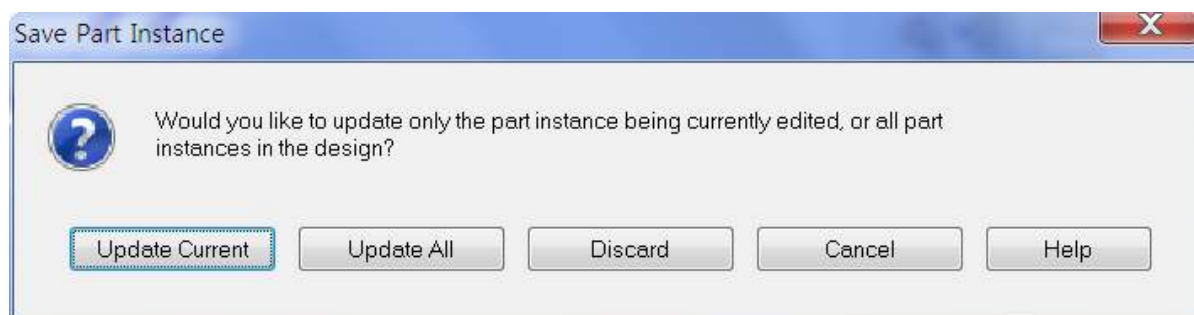 Save Part Instance
Would you like to update only the part instance being currently edited, or all part
instances in the design?
Update Current
Update All
Discard
Cancel
Help